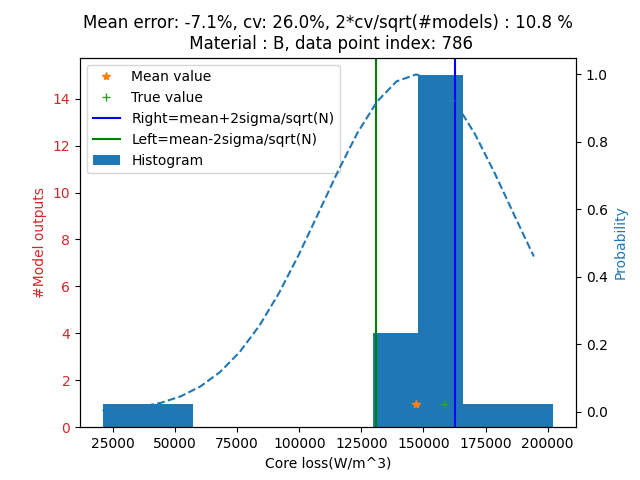 Mean error: -7.1%, cv: 26.0%, 2*cv/sqrt(#models) : 10.8 %
Material : B, data point index: 786
Mean value
True value
Right=mean+2sigma/sqrt(N)
Left=mean-2sigma/sqrt(N)
Histogram
14
12
10
8
6
4
2
0
#Model outputs
1.0
0.8
0.6
0.4
0.2
0.0
Probability
25000 50000 75000 100000 125000 150000 175000 200000
Core loss(W/m^3)